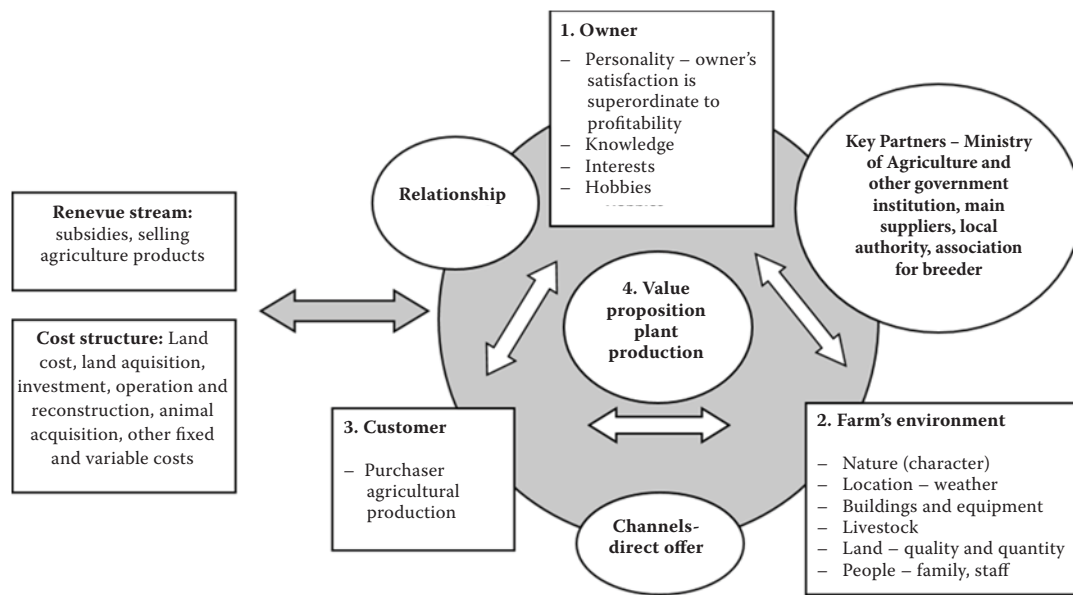 1. Owner
– Personality – owner's
satisfaction is
superordinate to
profitability
– Knowledge
– Interests
– Hobbies
Relationship
Key Partners – Ministry
of Agriculture and
other government
institution, main
suppliers, local
authority, association
for breeder
Renevue stream:
subsidies, selling
agriculture products
4. Value
proposition
plant
production
Cost structure: Land
cost, land aquisition,
investment, operation and
reconstruction, animal
acquisition, other fixed
and variable costs
3. Customer
– Purchaser
agricultural
production
2. Farm's environment
– Nature (character)
– Location – weather
– Buildings and equipment
– Livestock
– Land – quality and quantity
– People – family, staff
Channels-
direct offer